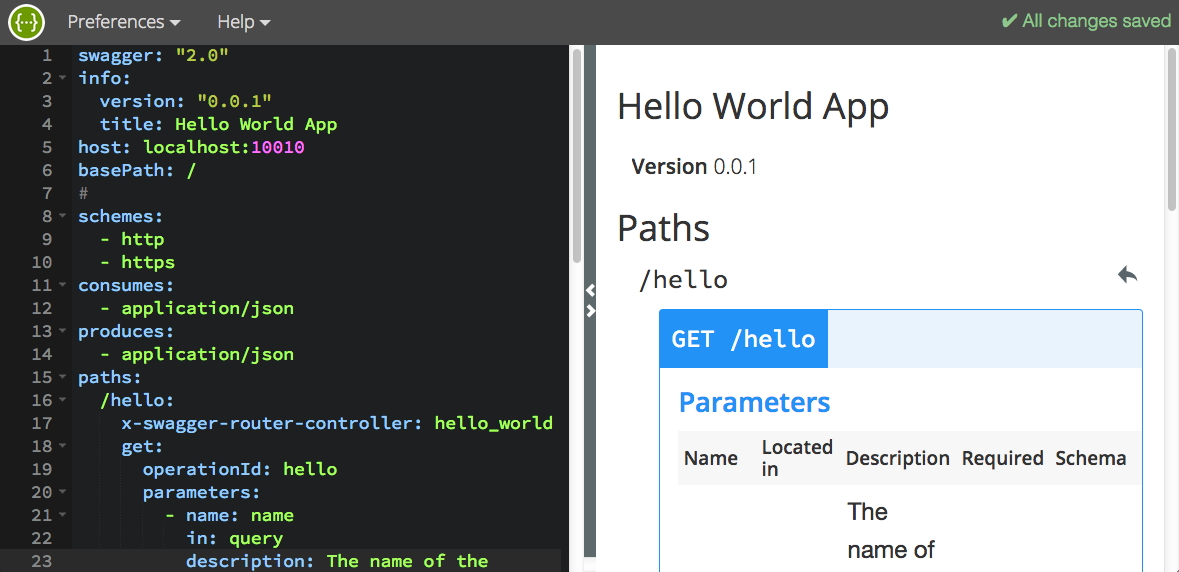 Preferences Help ✔ All changes saved
1 swagger: "2.0"
2 info:
3 version: "0.0.1"
4 title: Hello World App
5 host: localhost:10010
6 basePath: /
7 #
8 schemes:
9 - http
10 - https
11 consumes:
12 - application/json
13 produces:
14 - application/json
15 paths:
16 /hello:
17 x-swagger-router-controller: hello_world
18 get:
19 operationId: hello
20 parameters:
21 - name: name
22 in: query
23 description: The name of the
Hello World App
Version 0.0.1
Paths
/hello
GET /hello
Parameters
Name Located in Description Required Schema
The
name of